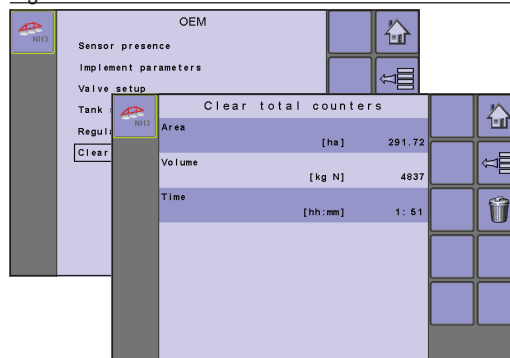 OEM
NH3
Sensor presence
Implement parameters
Valve setup
Tank
Regula
Clear
Clear total counters
NH3
Area
[ha] 291.72
Volume
[kg N] 4837
Time
[hh:mm] 1: 51